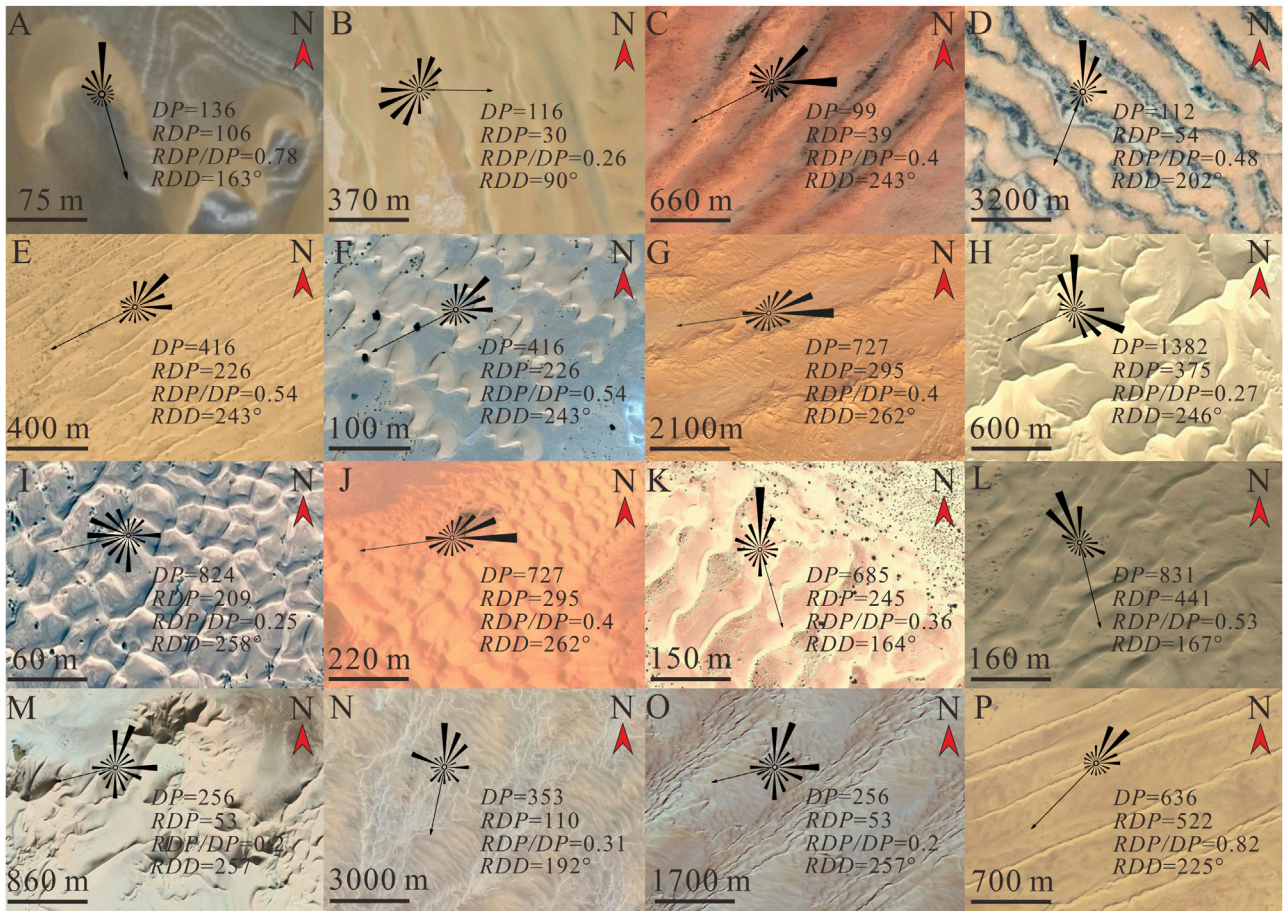 A
N
DP=136
RDP=106
RDP/DP=0.78
RDD=163°
75 m
B
N
DP=116
RDP=30
RDP/DP=0.26
RDD=90°
370 m
C
N
DP=99
RDP=39
RDP/DP=0.4
RDD=243°
660 m
D
N
DP=112
RDP=54
RDP/DP=0.48
RDD=202°
3200 m
E
N
DP=416
RDP=226
RDP/DP=0.54
RDD=243°
400 m
F
N
DP=416
RDP=226
RDP/DP=0.54
RDD=243°
100 m
G
N
DP=727
RDP=295
RDP/DP=0.4
RDD=262°
2100m
H
N
DP=1382
RDP=375
RDP/DP=0.27
RDD=246°
600 m
I
N
DP=824
RDP=209
RDP/DP=0.25
RDD=258°
60 m
J
N
DP=727
RDP=295
RDP/DP=0.4
RDD=262°
220 m
K
N
DP=685
RDP=245
RDP/DP=0.36
RDD=164°
150 m
L
N
DP=831
RDP=441
RDP/DP=0.53
RDD=167°
160 m
M
N
DP=256
RDP=53
RDP/DP=0.2
RDD=257°
860 m
N
N
DP=353
RDP=110
RDP/DP=0.31
RDD=192°
3000 m
O
N
DP=256
RDP=53
RDP/DP=0.2
RDD=257°
1700 m
P
N
DP=636
RDP=522
RDP/DP=0.82
RDD=225°
700 m